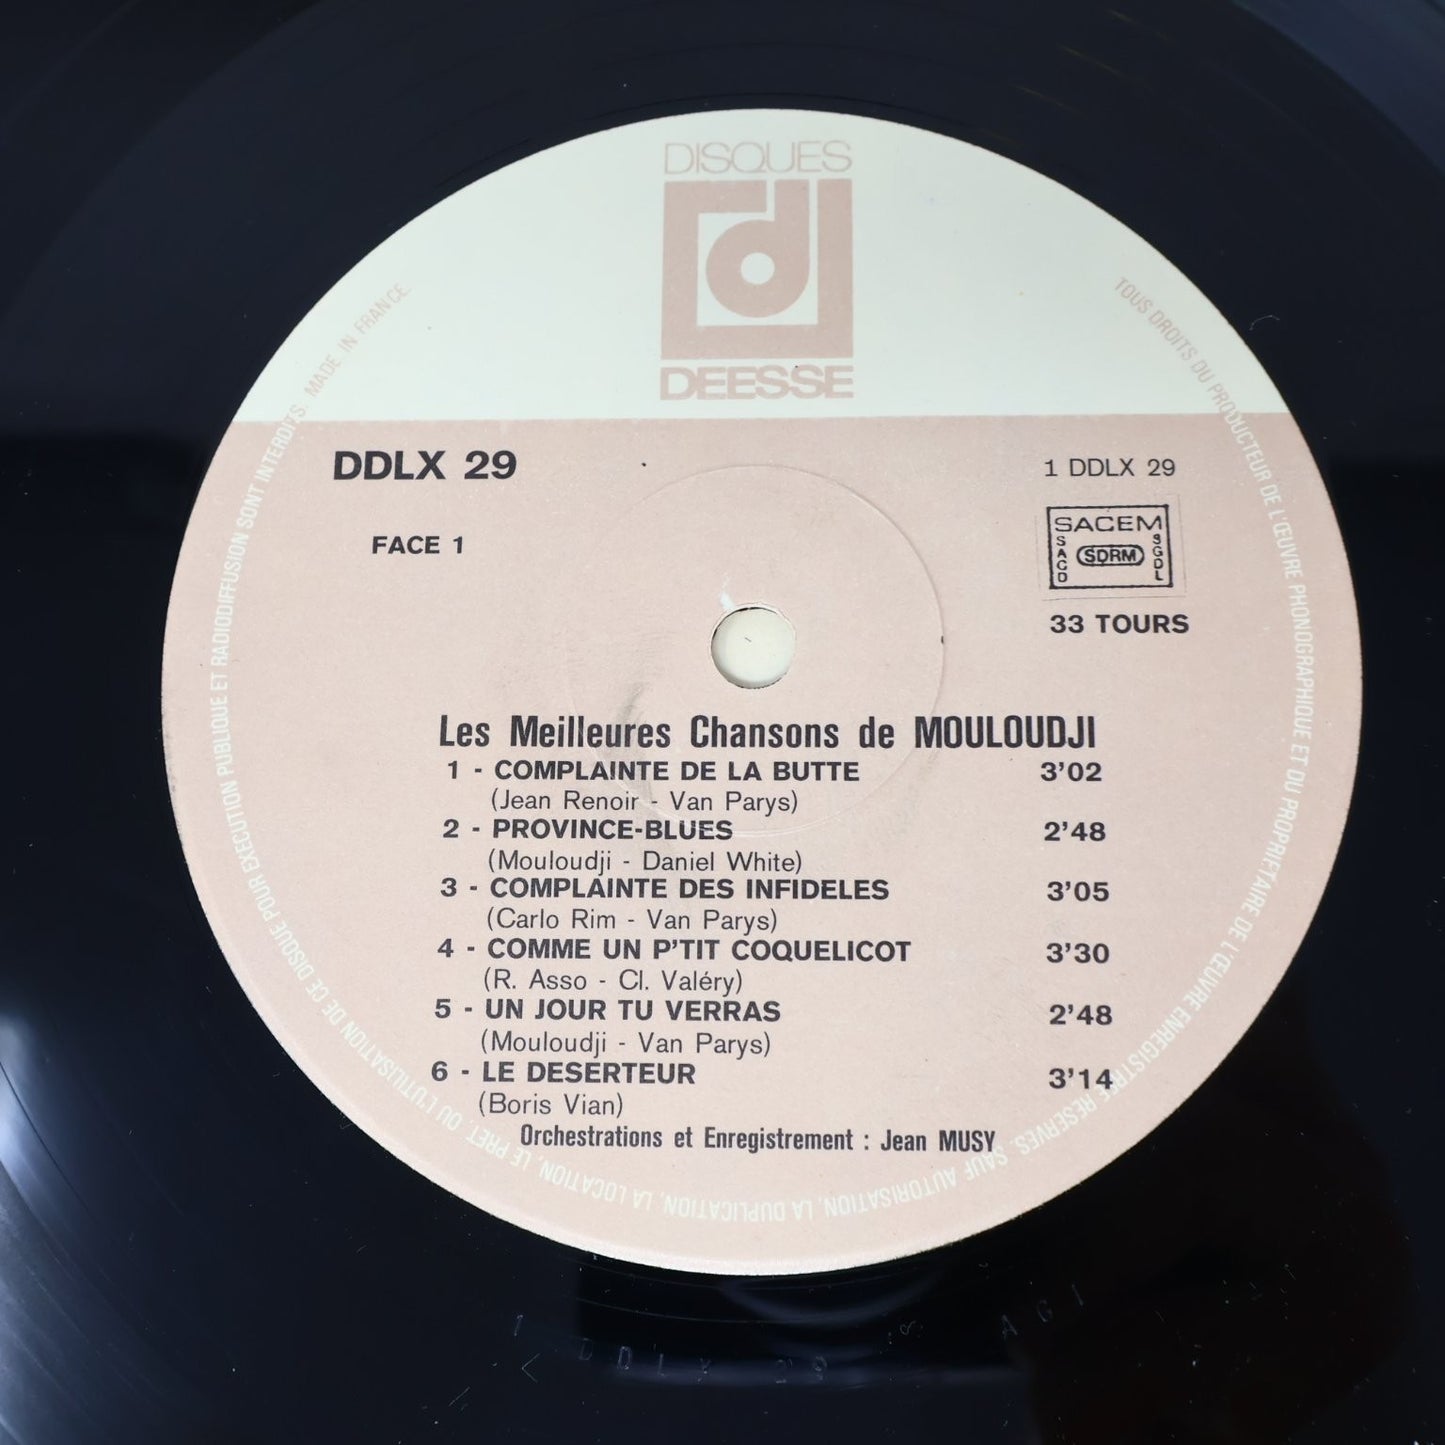 DISQUES
DEESSE
TOUS DROITS DU PRODUCTEUR DE L'ŒUVRE PHONOGRAPHIQUE ET DU PROPRIETAIRE DE L'ŒUVRE ENREGISTREE RESERVES. SAUF AUTORISATION, LA DUPLICATION, LA LOCATION, LE PRET, OU L'UTILISATION DE CE DISQUE POUR EXECUTION PUBLIQUE ET RADIODIFFUSION SONT INTERDITS. MADE IN FRANCE.
DDLX 29
1 DDLX 29
FACE 1
SACEM
SACD
SDRM
SGDL
33 TOURS
Les Meilleures Chansons de MOULOUDJI
1 - COMPLAINTE DE LA BUTTE 3'02
(Jean Renoir - Van Parys)
2 - PROVINCE-BLUES 2'48
(Mouloudji - Daniel White)
3 - COMPLAINTE DES INFIDELES 3'05
(Carlo Rim - Van Parys)
4 - COMME UN P'TIT COQUELICOT 3'30
(R. Asso - Cl. Valéry)
5 - UN JOUR TU VERRAS 2'48
(Mouloudji - Van Parys)
6 - LE DESERTEUR 3'14
(Boris Vian)
Orchestrations et Enregistrement : Jean MUSY
DDLX 29